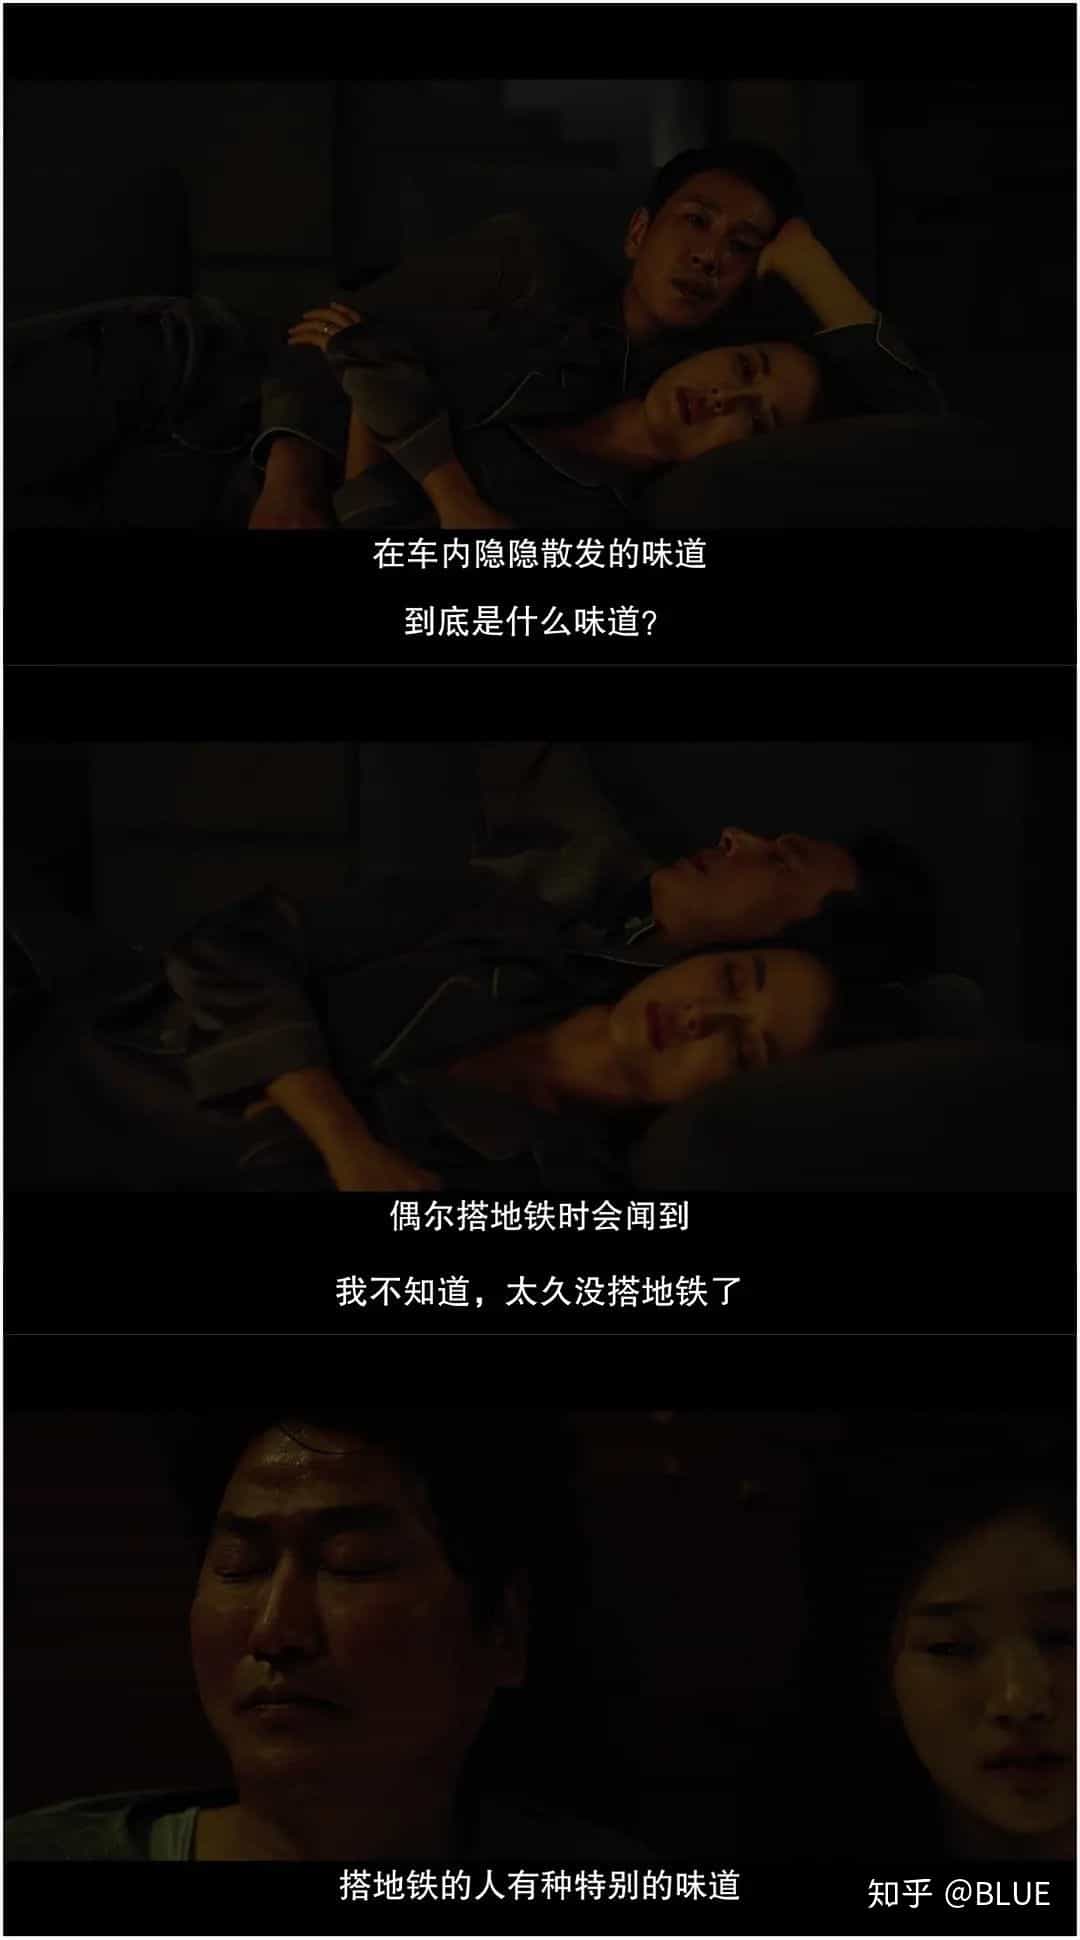 在车内隐隐散发的味道
到底是什么味道？
偶尔搭地铁时会闻到
我不知道，太久没搭地铁了
搭地铁的人有种特别的味道
知乎 @BLUE